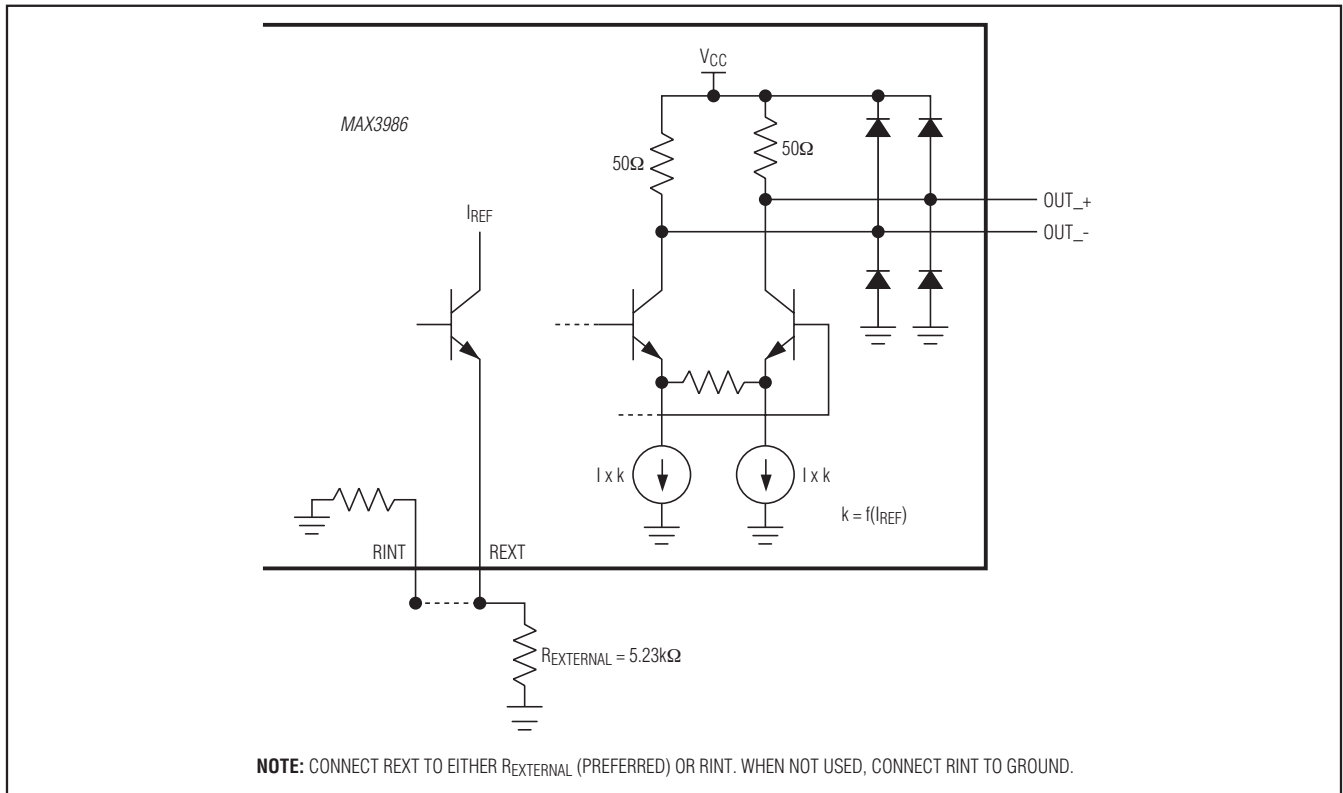 V_CC
MAX3986
50Ω
50Ω
OUT_+
OUT_-
I_REF
I x k
I x k
k = f(I_REF)
RINT
REXT
R_EXTERNAL = 5.23kΩ
NOTE: CONNECT REXT TO EITHER R_EXTERNAL (PREFERRED) OR RINT. WHEN NOT USED, CONNECT RINT TO GROUND.